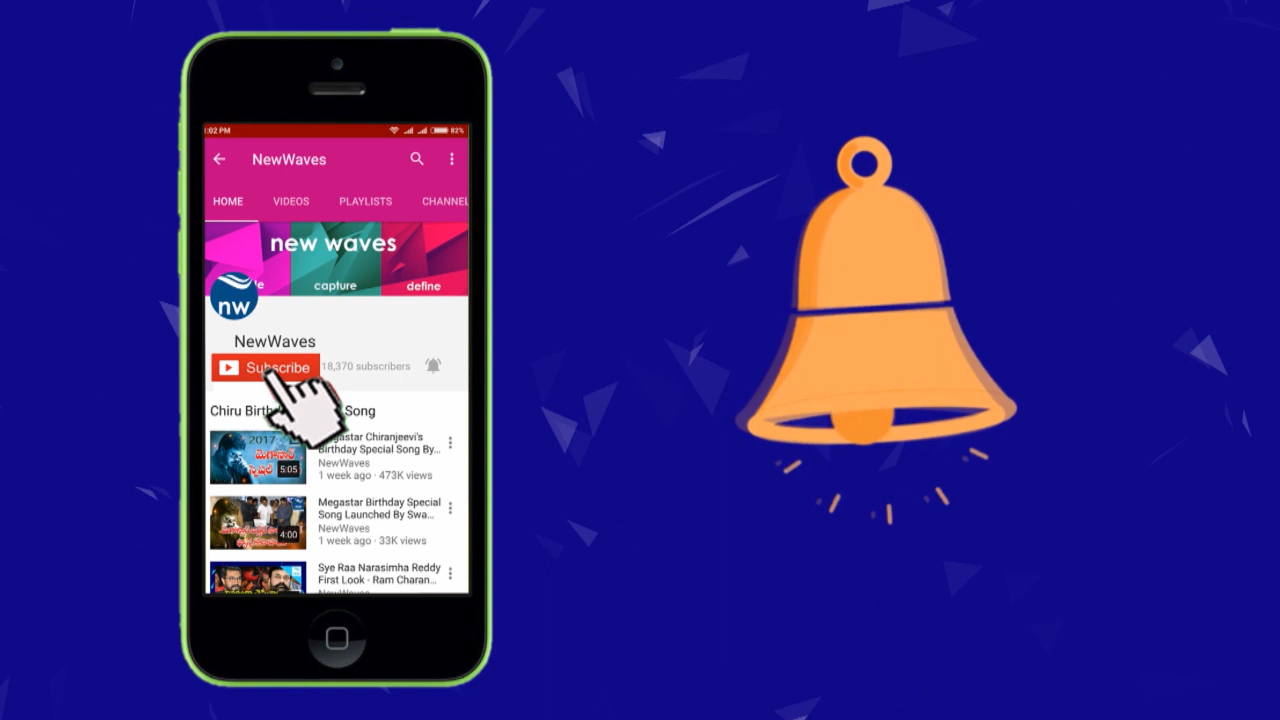 1:02 PM 82%
NewWaves
HOME VIDEOS PLAYLISTS CHANNEL
new waves
capture define
nw
NewWaves
Subscribe 18,370 subscribers
Chiru Song
2017
మెగాస్టార్
స్పెషల్
5:05
Birthday Special Song By...
NewWaves
1 week ago · 473K views
4:00
Megastar Birthday Special
Song Launched By Swa...
NewWaves
1 week ago · 33K views
Sye Raa Narasimha Reddy
First Look - Ram Charan...